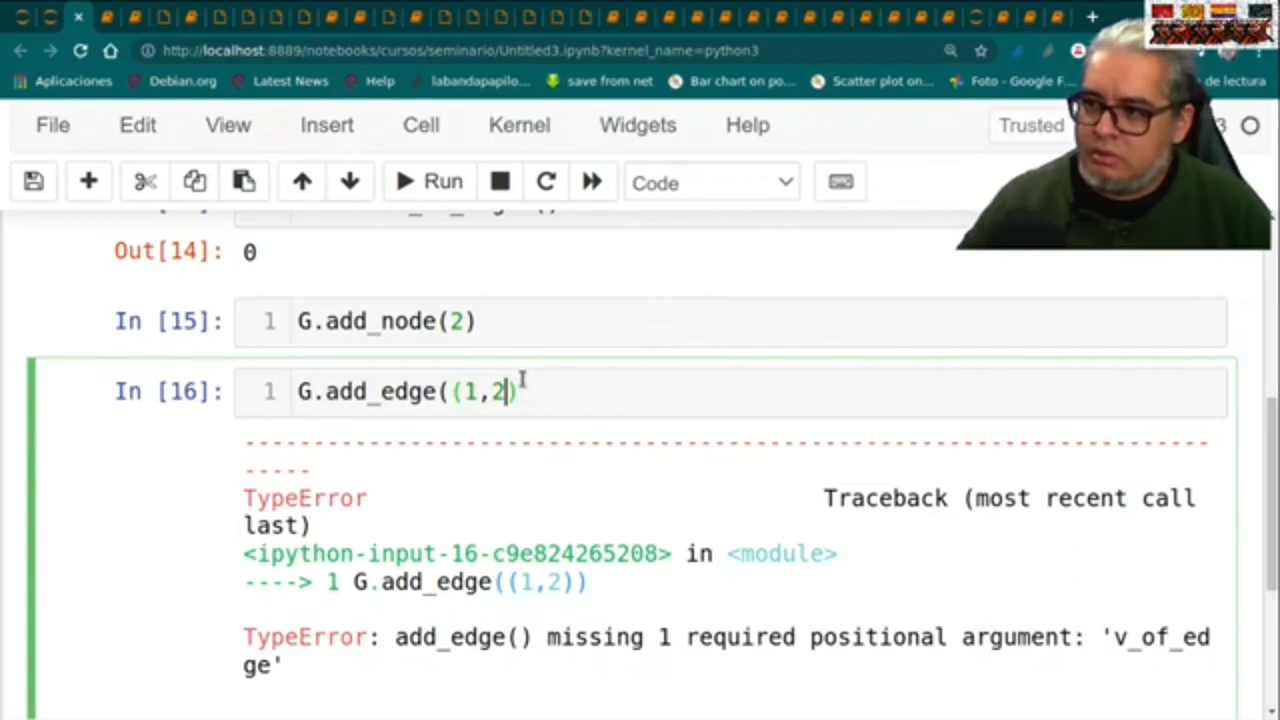 http://localhost:8889/notebooks/cursos/seminario/Untitled3.ipynb?kernel_name=python3
Aplicaciones Debian.org Latest News Help labandapapilo... save from net Bar chart on po... Scatter plot on... Foto - Google F... de lectura
File Edit View Insert Cell Kernel Widgets Help Trusted 3
Run Code
Out[14]: 0
In [15]: 1 G.add_node(2)
In [16]: 1 G.add_edge((1,2)
---------------------------------------------------------------------------
TypeError Traceback (most recent call
last)
<ipython-input-16-c9e824265208> in <module>
----> 1 G.add_edge((1,2))
TypeError: add_edge() missing 1 required positional argument: 'v_of_ed
ge'